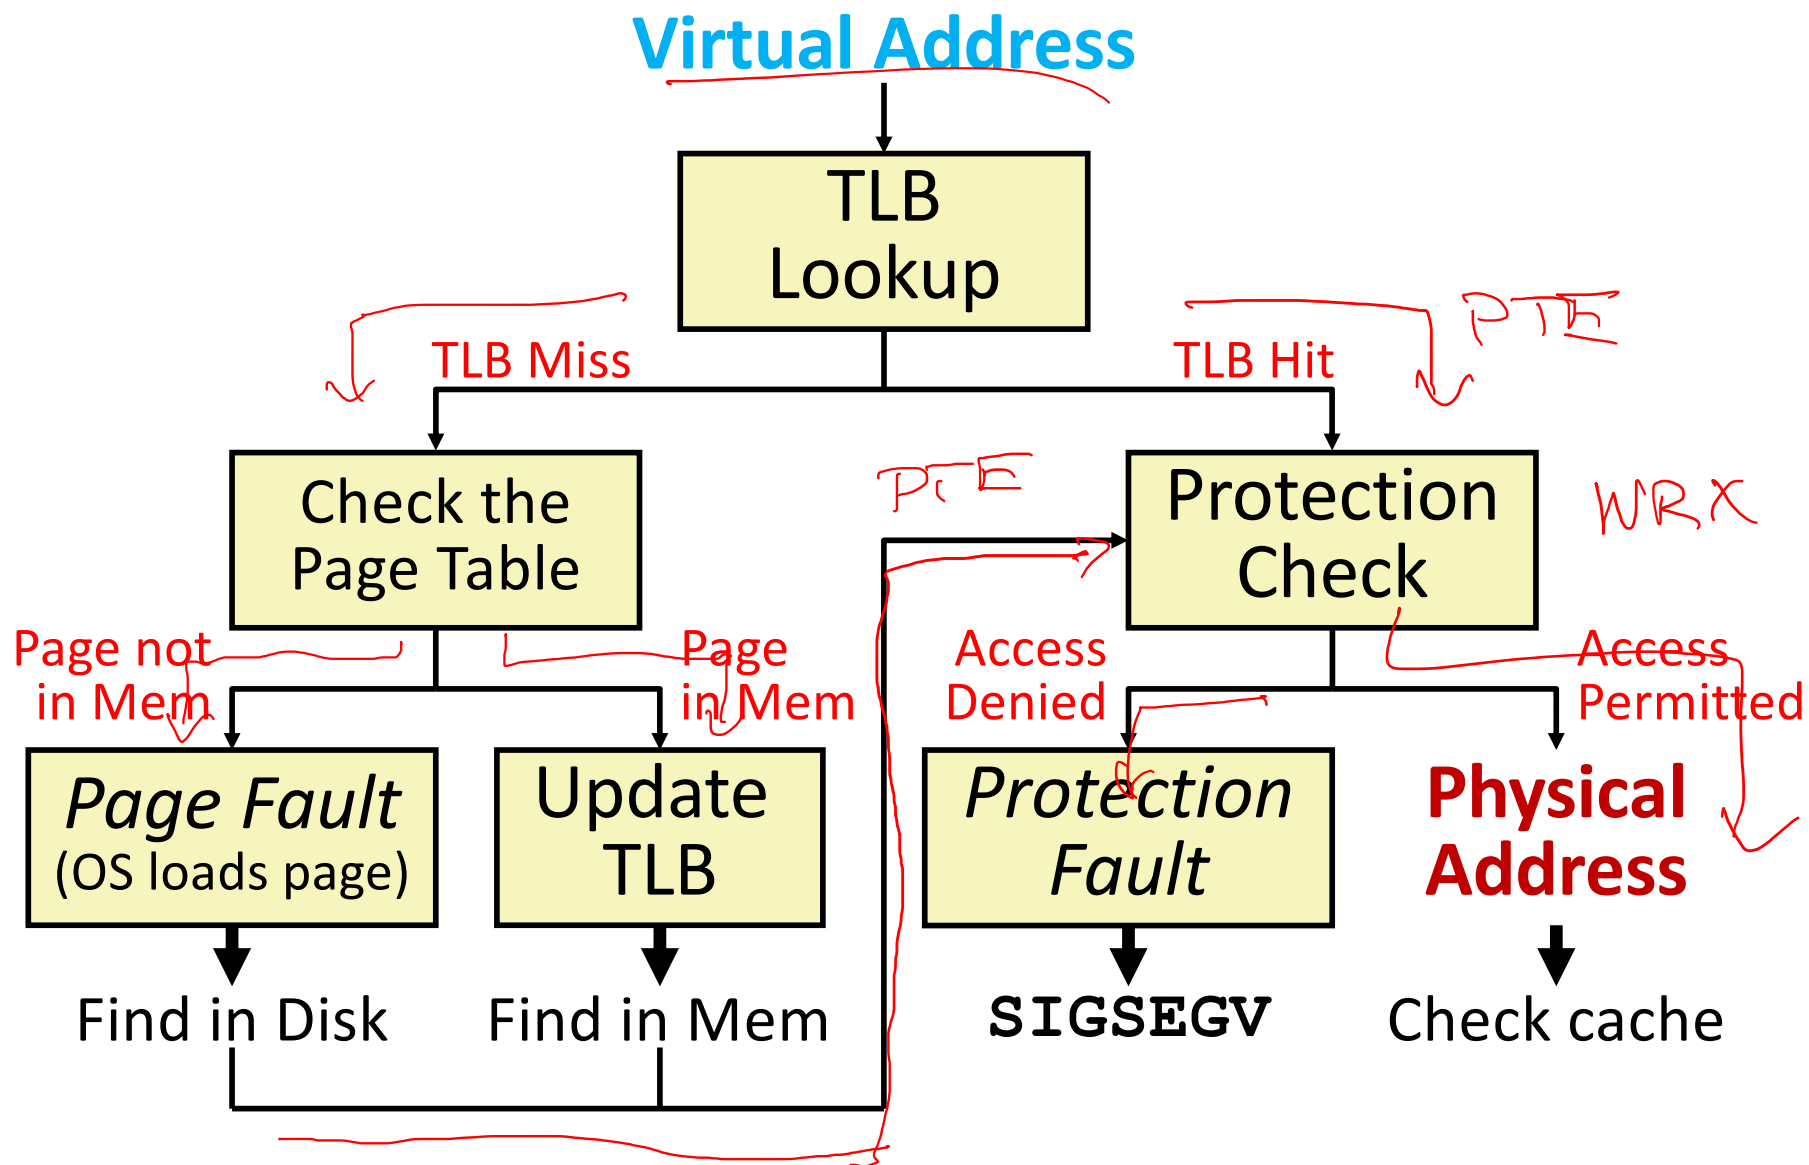 Virtual Address
TLB
Lookup
PTE
TLB Miss
TLB Hit
Check the
Page Table
PTE
Protection
Check
WRX
Page not
in Mem
Page
in Mem
Access
Denied
Access
Permitted
Page Fault
(OS loads page)
Update
TLB
Protection
Fault
Physical
Address
Find in Disk
Find in Mem
SIGSEGV
Check cache